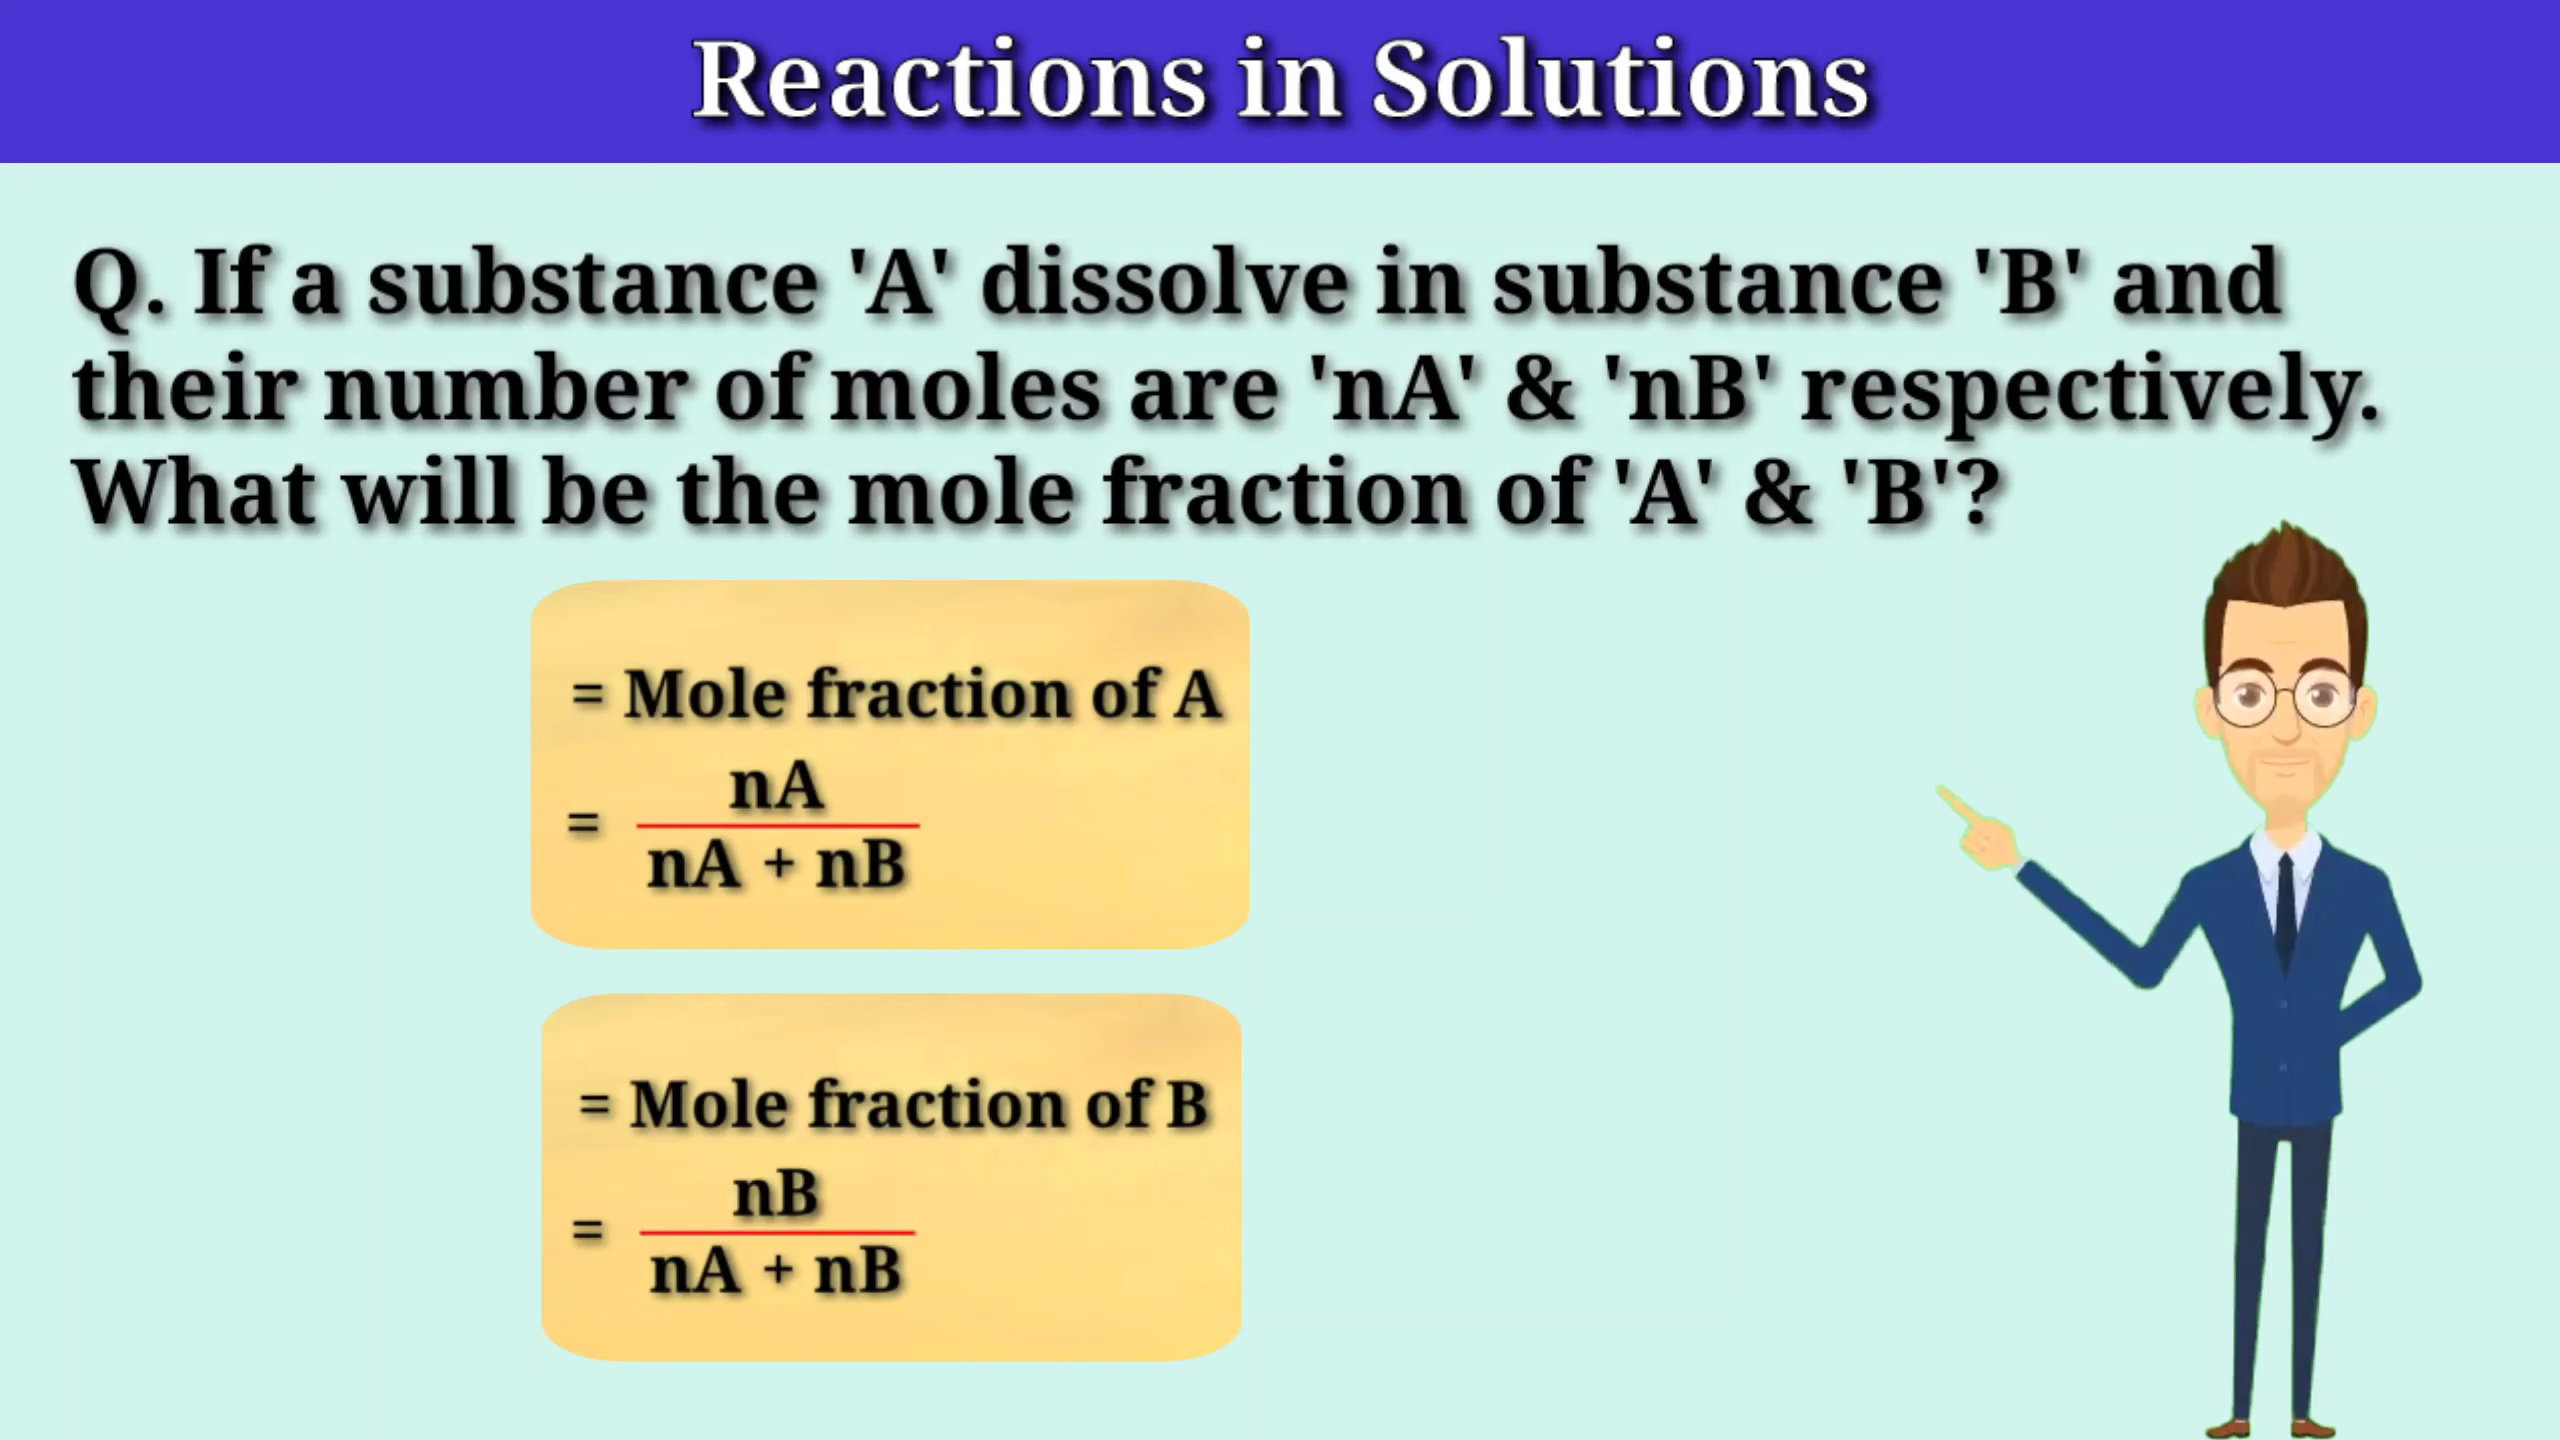 Reactions in Solutions
Q. If a substance 'A' dissolve in substance 'B' and
their number of moles are 'nA' & 'nB' respectively.
What will be the mole fraction of 'A' & 'B'?
= Mole fraction of A
nA
=
nA + nB
= Mole fraction of B
nB
=
nA + nB